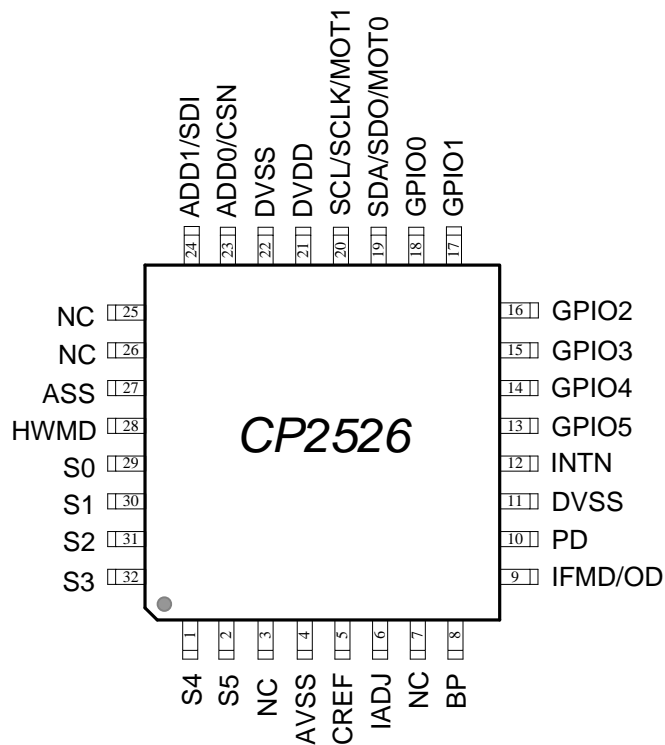 ADD1/SDI
ADD0/CSN
DVSS
DVDD
SCL/SCLK/MOT1
SDA/SDO/MOT0
GPIO0
GPIO1
24
23
22
21
20
19
18
17
NC 25
NC 26
ASS 27
HWMD 28
S0 29
S1 30
S2 31
S3 32
CP2526
16 GPIO2
15 GPIO3
14 GPIO4
13 GPIO5
12 INTN
11 DVSS
10 PD
9 IFMD/OD
1
2
3
4
5
6
7
8
S4
S5
NC
AVSS
CREF
IADJ
NC
BP